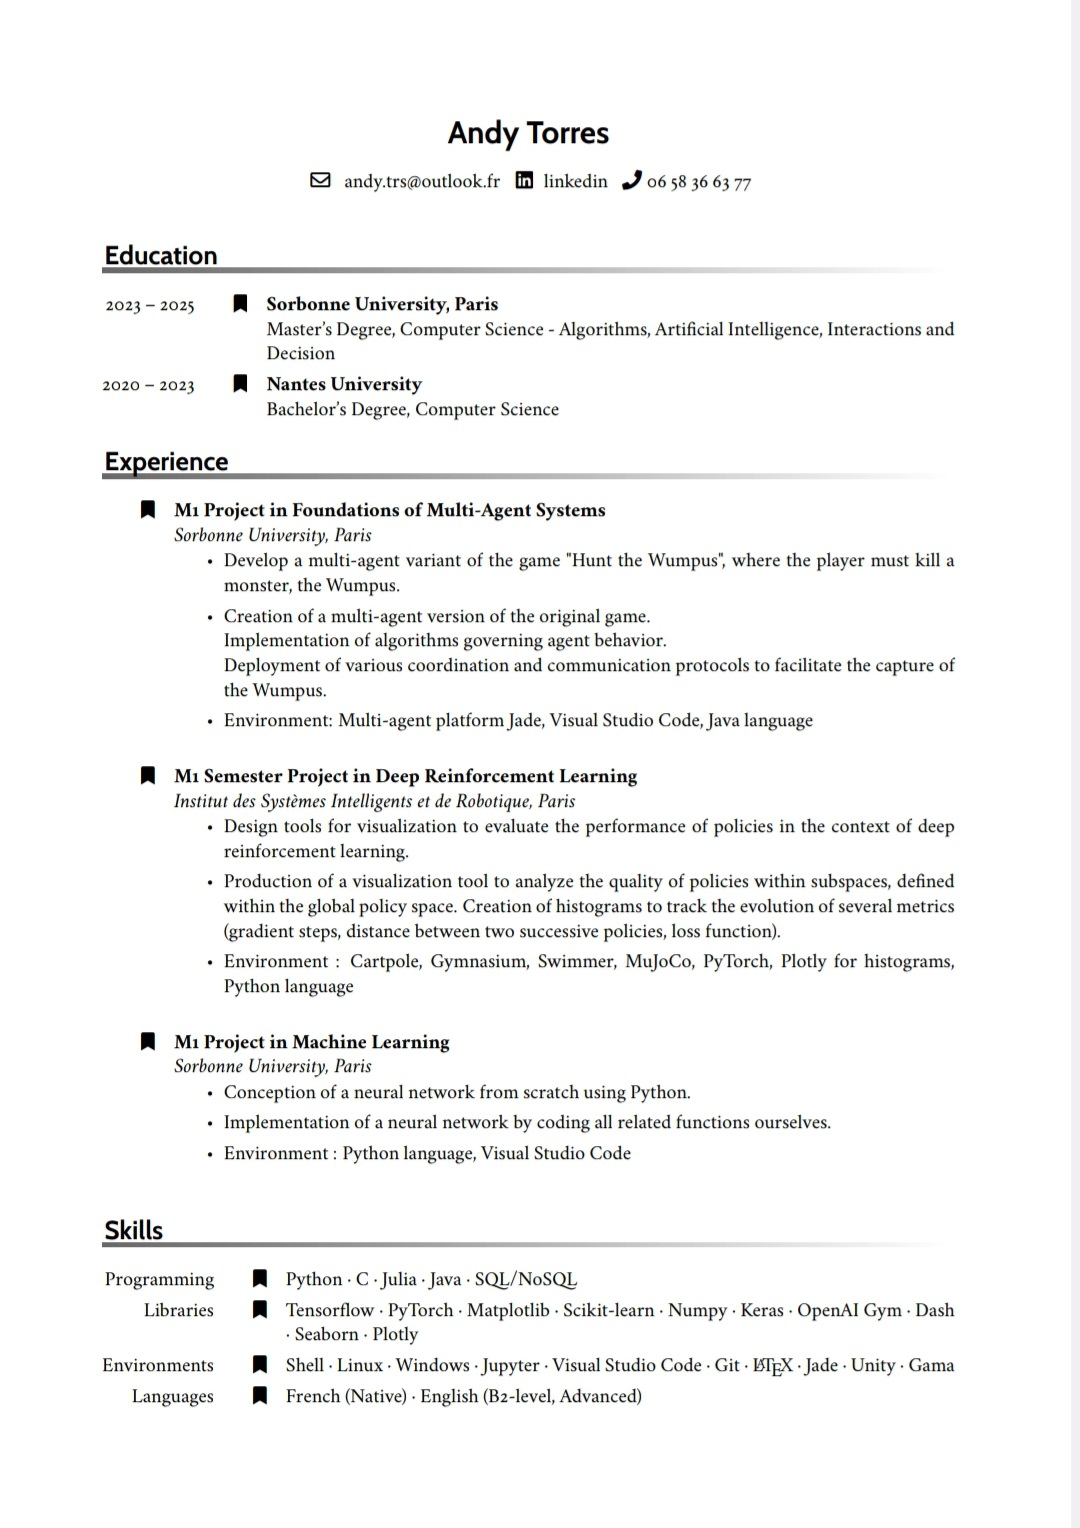 Andy Torres
andy.trs@outlook.fr linkedin 06 58 36 63 77
Education
2023 – 2025 Sorbonne University, Paris
Master's Degree, Computer Science - Algorithms, Artificial Intelligence, Interactions and
Decision
2020 – 2023 Nantes University
Bachelor's Degree, Computer Science
Experience
M1 Project in Foundations of Multi-Agent Systems
Sorbonne University, Paris
• Develop a multi-agent variant of the game "Hunt the Wumpus", where the player must kill a
monster, the Wumpus.
• Creation of a multi-agent version of the original game.
Implementation of algorithms governing agent behavior.
Deployment of various coordination and communication protocols to facilitate the capture of
the Wumpus.
• Environment: Multi-agent platform Jade, Visual Studio Code, Java language
M1 Semester Project in Deep Reinforcement Learning
Institut des Systèmes Intelligents et de Robotique, Paris
• Design tools for visualization to evaluate the performance of policies in the context of deep
reinforcement learning.
• Production of a visualization tool to analyze the quality of policies within subspaces, defined
within the global policy space. Creation of histograms to track the evolution of several metrics
(gradient steps, distance between two successive policies, loss function).
• Environment : Cartpole, Gymnasium, Swimmer, MuJoCo, PyTorch, Plotly for histograms,
Python language
M1 Project in Machine Learning
Sorbonne University, Paris
• Conception of a neural network from scratch using Python.
• Implementation of a neural network by coding all related functions ourselves.
• Environment : Python language, Visual Studio Code
Skills
Programming Python · C · Julia · Java · SQL/NoSQL
Libraries Tensorflow · PyTorch · Matplotlib · Scikit-learn · Numpy · Keras · OpenAI Gym · Dash
· Seaborn · Plotly
Environments Shell · Linux · Windows · Jupyter · Visual Studio Code · Git · LATEX · Jade · Unity · Gama
Languages French (Native) · English (B2-level, Advanced)